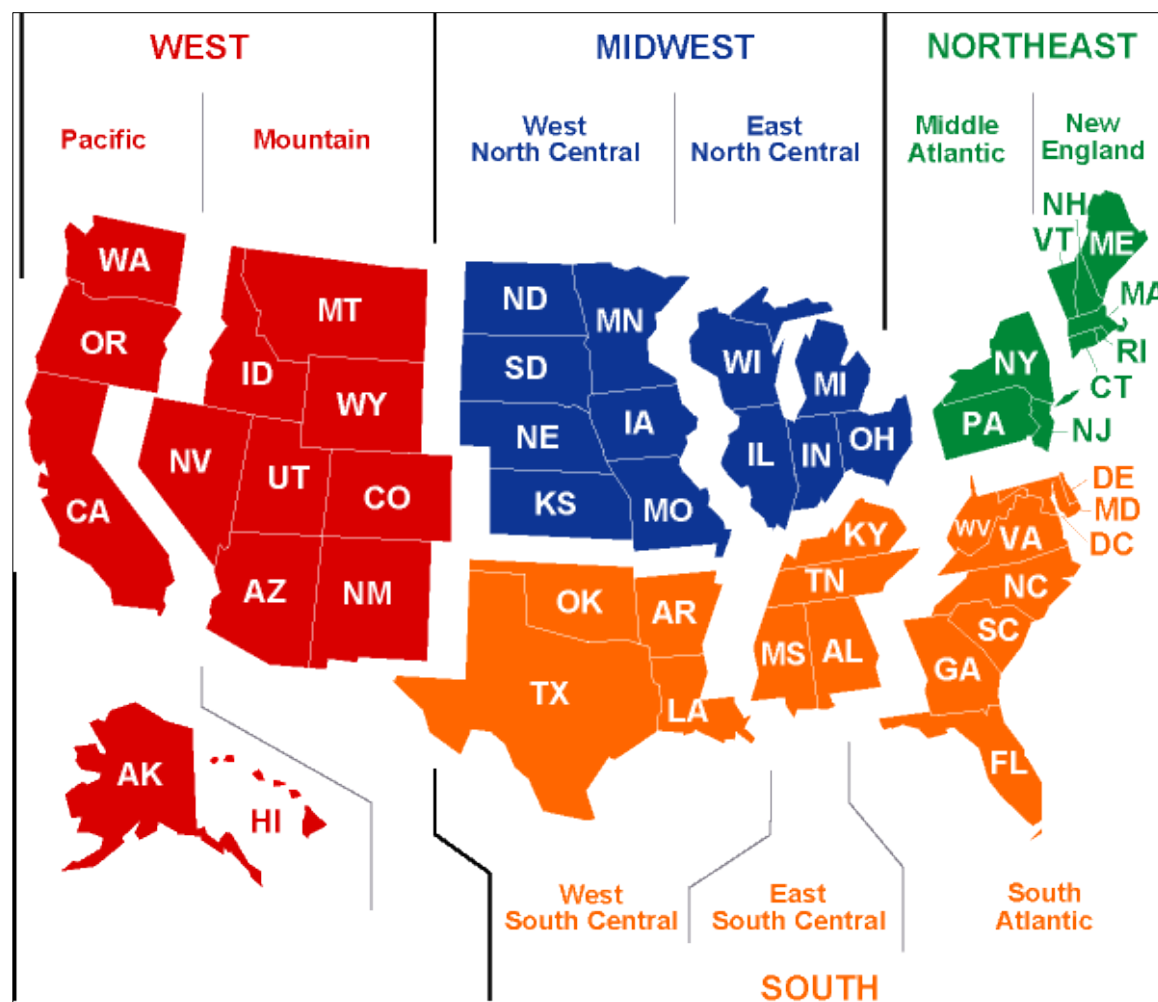 WEST
MIDWEST
NORTHEAST
Pacific
Mountain
West
North Central
East
North Central
Middle
Atlantic
New
England
NH
VT
ME
WA
MT
ND
MN
MA
OR
ID
SD
WI
MI
NY
RI
WY
CT
NV
UT
CO
NE
IA
IL
IN
OH
PA
NJ
CA
KS
MO
KY
WV
VA
DE
MD
DC
AZ
NM
OK
AR
TN
NC
SC
TX
LA
MS
AL
GA
AK
HI
FL
West
South Central
East
South Central
South
Atlantic
SOUTH